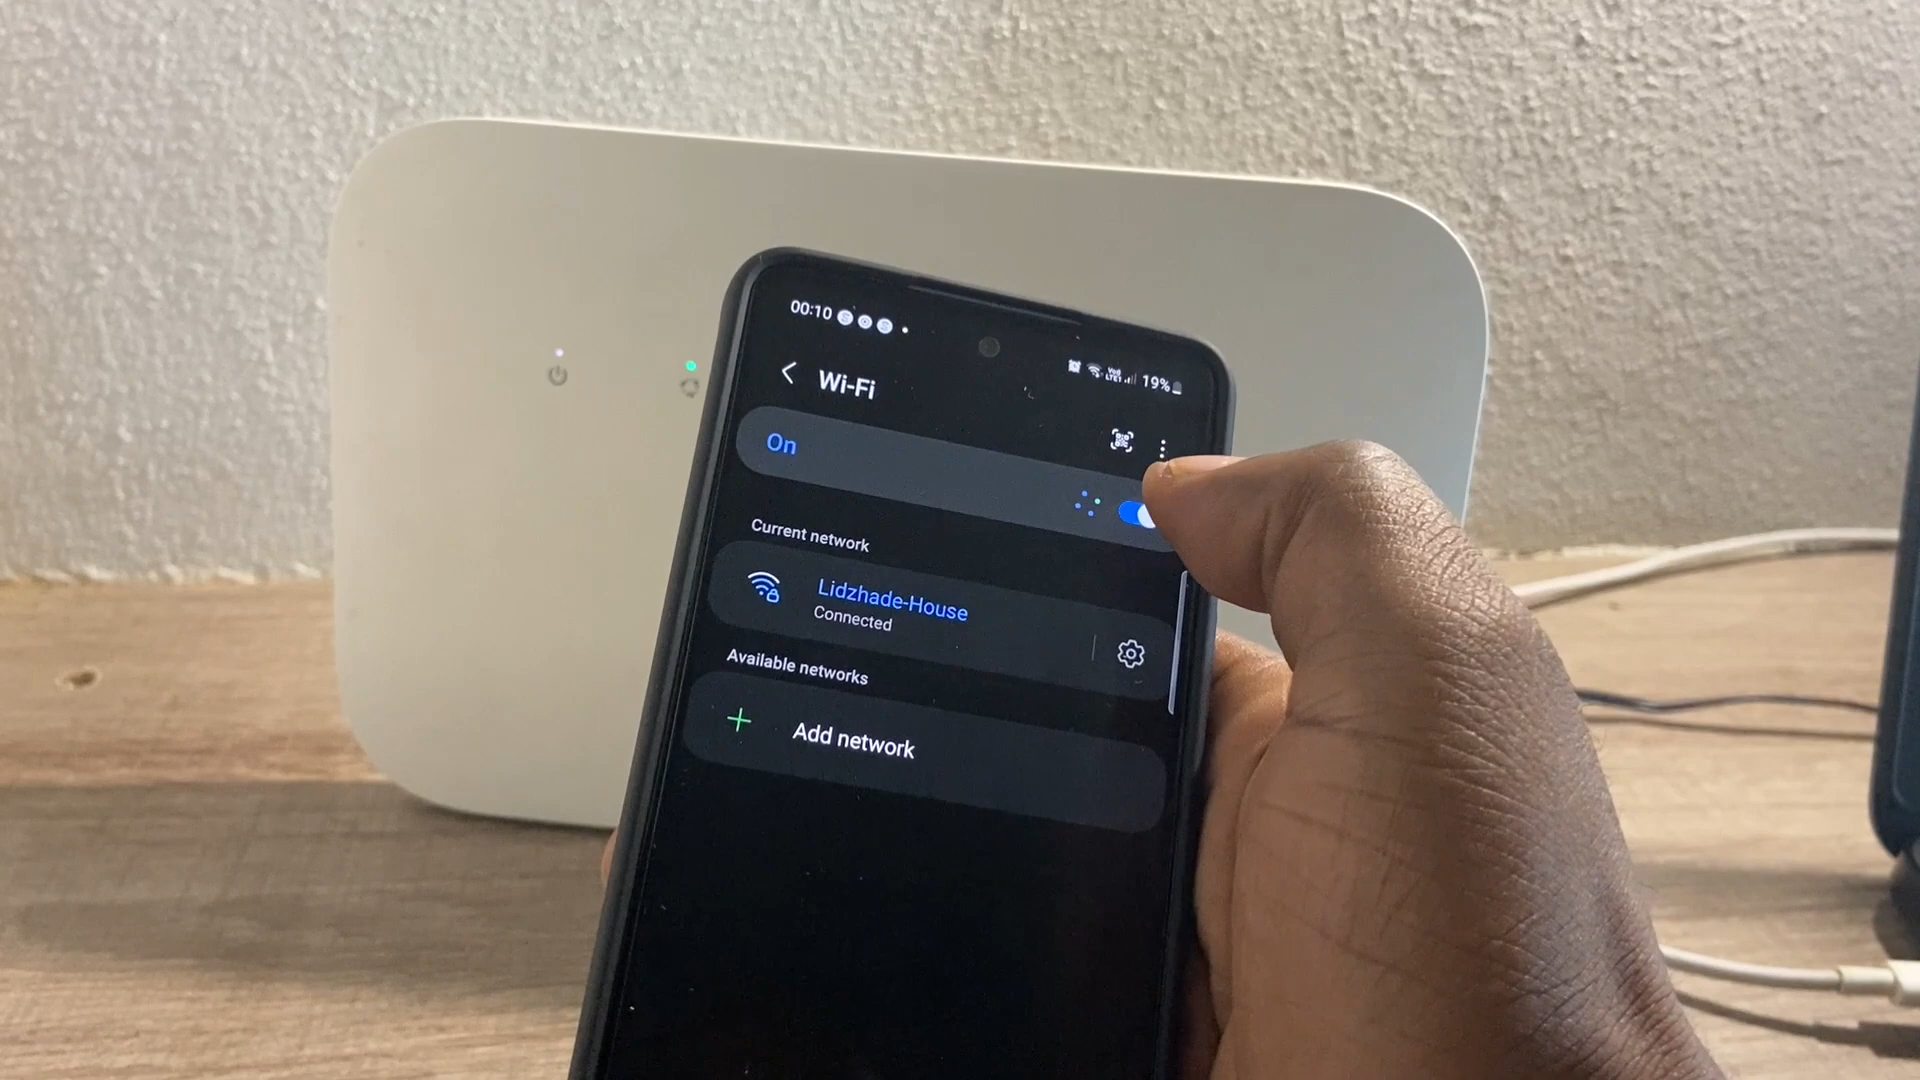 00:10
19%
Wi-Fi
On
Current network
Lidzhade-House
Connected
Available networks
Add network